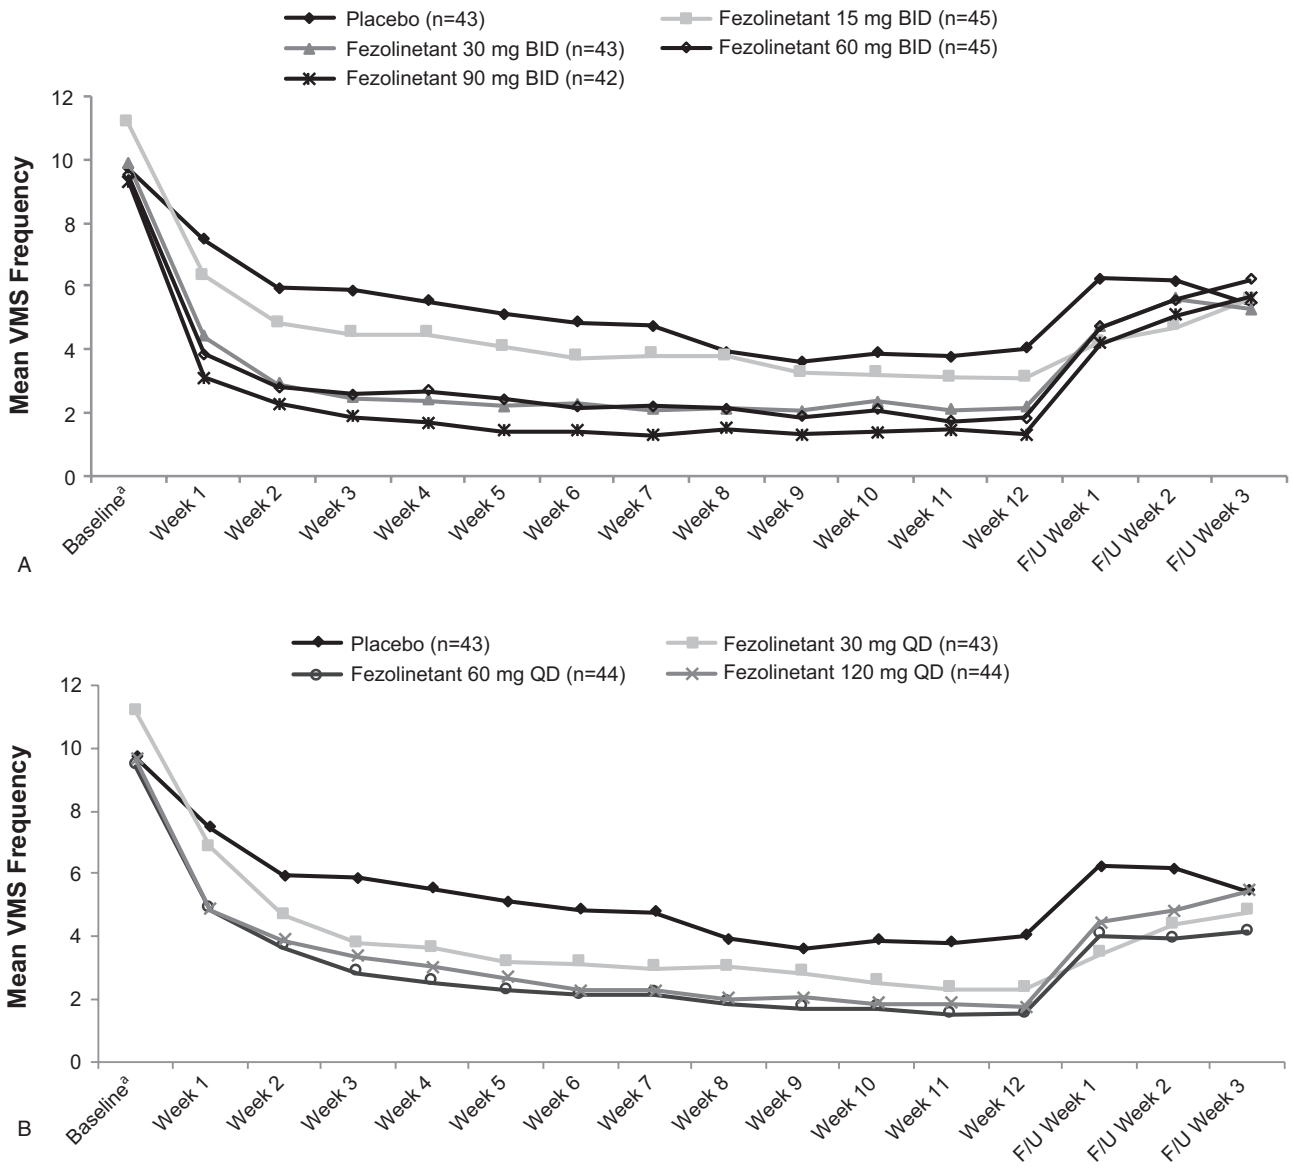 Placebo (n=43)
Fezolinetant 15 mg BID (n=45)
Fezolinetant 30 mg BID (n=43)
Fezolinetant 60 mg BID (n=45)
Fezolinetant 90 mg BID (n=42)
Mean VMS Frequency
12
10
8
6
4
2
0
Baselineª
Week 1
Week 2
Week 3
Week 4
Week 5
Week 6
Week 7
Week 8
Week 9
Week 10
Week 11
Week 12
F/U Week 1
F/U Week 2
F/U Week 3
A
Placebo (n=43)
Fezolinetant 30 mg QD (n=43)
Fezolinetant 60 mg QD (n=44)
Fezolinetant 120 mg QD (n=44)
Mean VMS Frequency
12
10
8
6
4
2
0
Baselineª
Week 1
Week 2
Week 3
Week 4
Week 5
Week 6
Week 7
Week 8
Week 9
Week 10
Week 11
Week 12
F/U Week 1
F/U Week 2
F/U Week 3
B